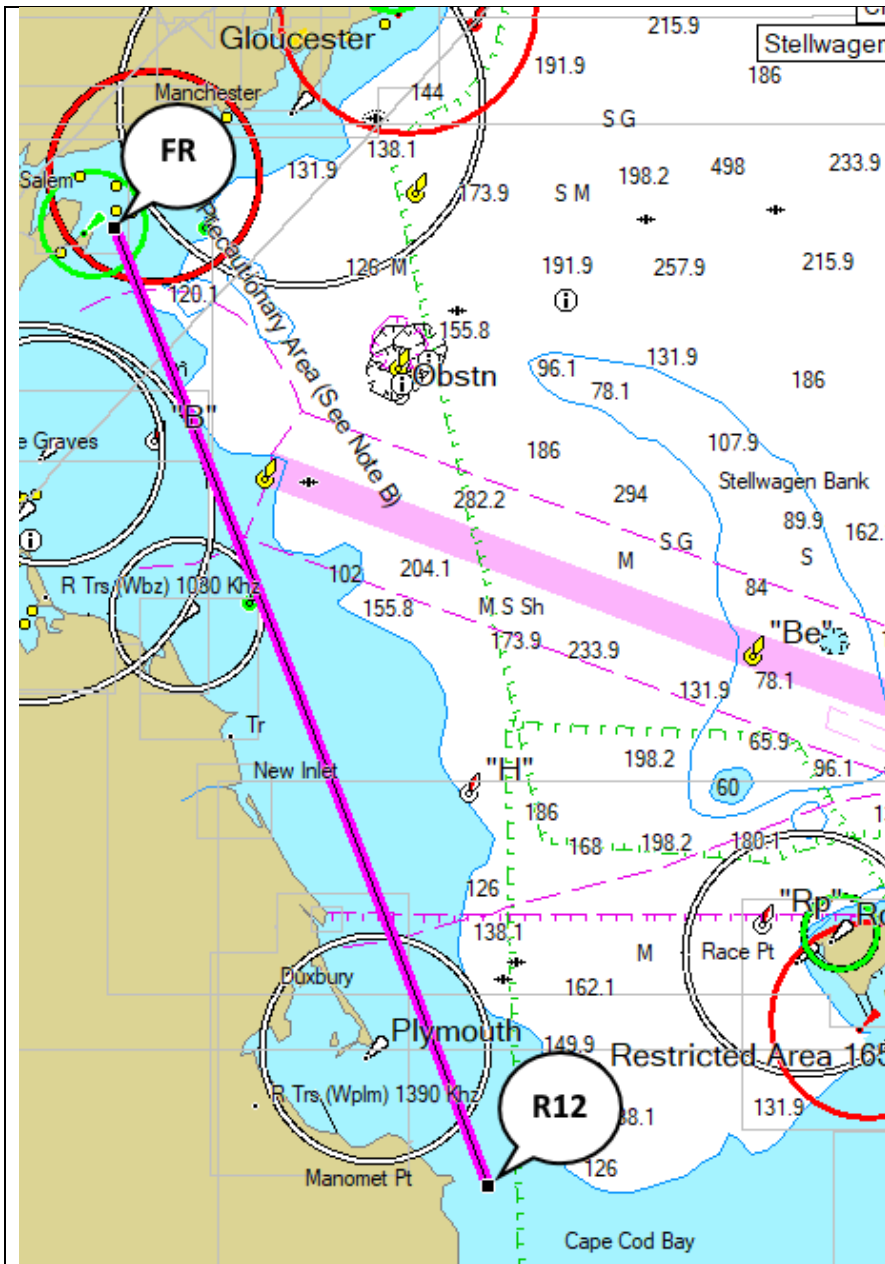 Gloucester
215.9
Stellwagen
191.9
186
Manchester
144
S G
FR
138.1
131.9
173.9
S M
198.2
498
233.9
Salem
Precautionary Area (See Note B)
126
M
191.9
257.9
215.9
120.1
155.8
Obstn
96.1
131.9
78.1
186
"B"
e Graves
107.9
186
Stellwagen Bank
282.2
294
89.9
162.
S G
S
M
204.1
102
R Trs (Wbz) 1080 Khz
84
155.8
M S Sh
"Be"
173.9
233.9
78.1
131.9
Tr
65.9
198.2
New Inlet
"H"
96.1
60
186
168
198.2
180.1
126
"Rp"
138.1
M
Race Pt
Duxbury
162.1
Plymouth
149.9
Restricted Area 165
R Trs (Wplm) 1390 Khz
R12
38.1
131.9
126
Manomet Pt
Cape Cod Bay